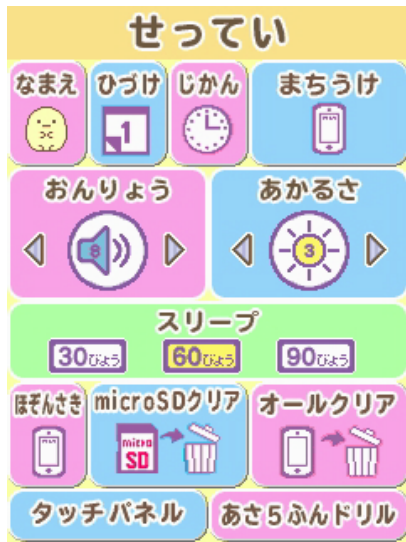 せってい
なまえ
ひづけ
じかん
まちうけ
1
おんりょう
あかるさ
8
3
スリープ
30びょう
60びょう
90びょう
ほぞんさき
microSDクリア
オールクリア
micro
SD
タッチパネル
あさ5ふんドリル